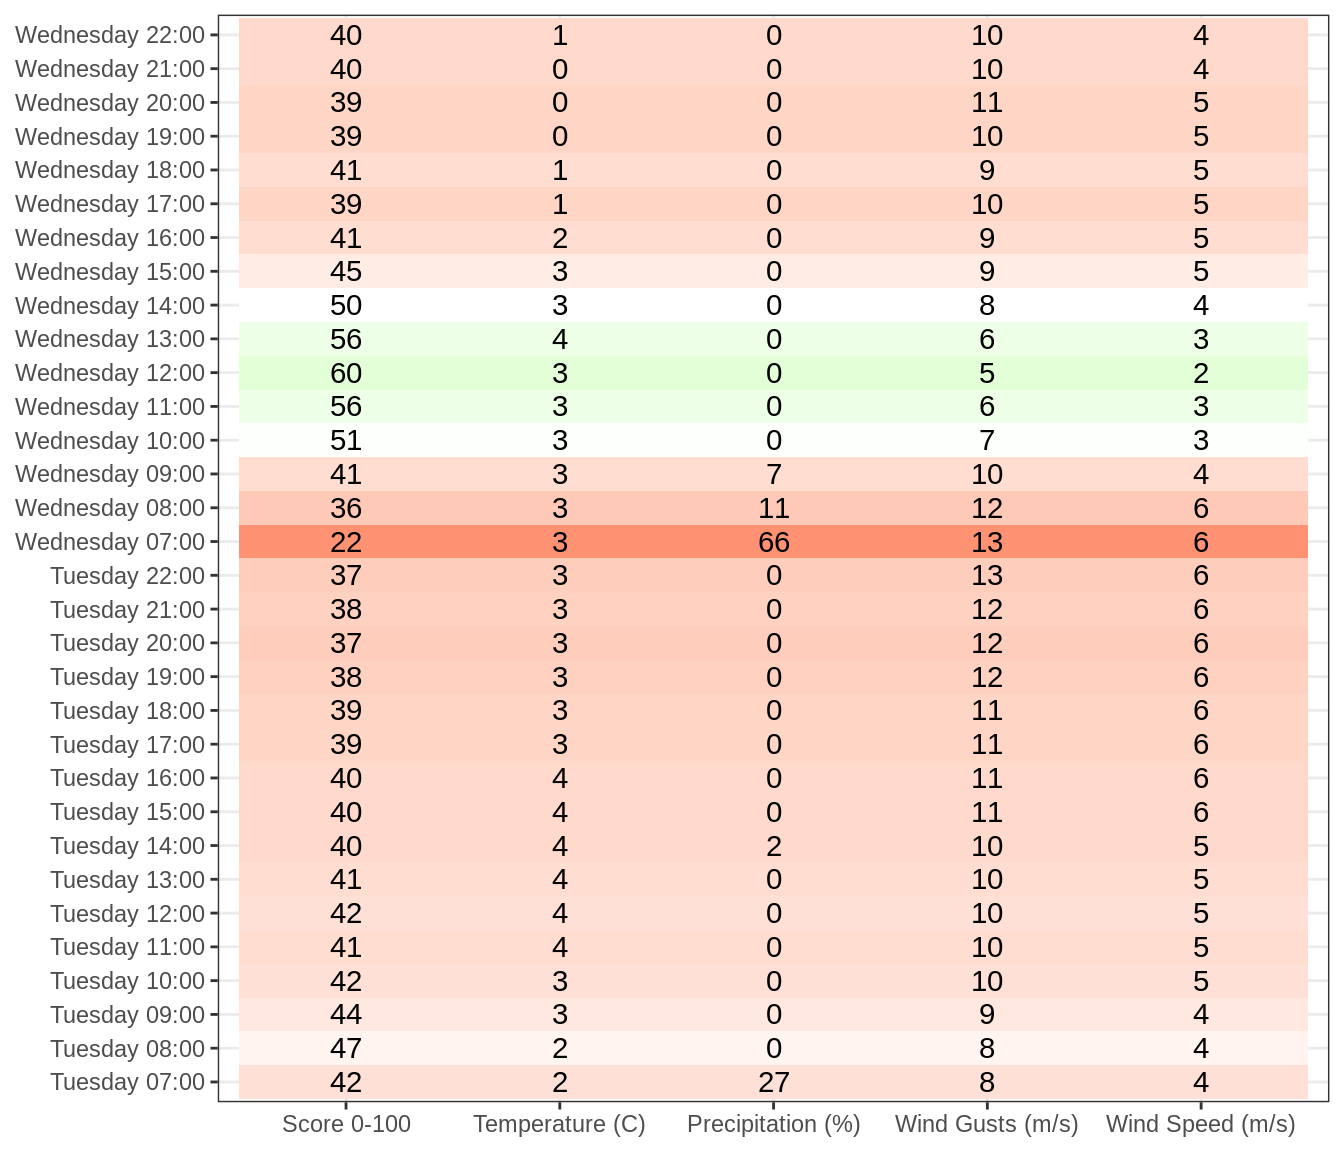 Wednesday 22:00 40 1 0 10 4
Wednesday 21:00 40 0 0 10 4
Wednesday 20:00 39 0 0 11 5
Wednesday 19:00 39 0 0 10 5
Wednesday 18:00 41 1 0 9 5
Wednesday 17:00 39 1 0 10 5
Wednesday 16:00 41 2 0 9 5
Wednesday 15:00 45 3 0 9 5
Wednesday 14:00 50 3 0 8 4
Wednesday 13:00 56 4 0 6 3
Wednesday 12:00 60 3 0 5 2
Wednesday 11:00 56 3 0 6 3
Wednesday 10:00 51 3 0 7 3
Wednesday 09:00 41 3 7 10 4
Wednesday 08:00 36 3 11 12 6
Wednesday 07:00 22 3 66 13 6
Tuesday 22:00 37 3 0 13 6
Tuesday 21:00 38 3 0 12 6
Tuesday 20:00 37 3 0 12 6
Tuesday 19:00 38 3 0 12 6
Tuesday 18:00 39 3 0 11 6
Tuesday 17:00 39 3 0 11 6
Tuesday 16:00 40 4 0 11 6
Tuesday 15:00 40 4 0 11 6
Tuesday 14:00 40 4 2 10 5
Tuesday 13:00 41 4 0 10 5
Tuesday 12:00 42 4 0 10 5
Tuesday 11:00 41 4 0 10 5
Tuesday 10:00 42 3 0 10 5
Tuesday 09:00 44 3 0 9 4
Tuesday 08:00 47 2 0 8 4
Tuesday 07:00 42 2 27 8 4
Score 0-100 Temperature (C) Precipitation (%) Wind Gusts (m/s) Wind Speed (m/s)